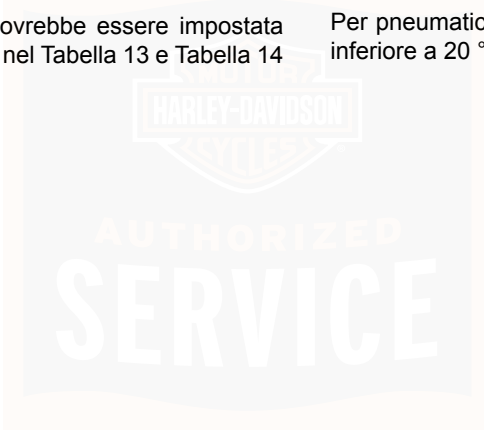 ovrebbe essere impostata
nel Tabella 13 e Tabella 14
Per pneumatic
inferiore a 20 °
MOTOR
HARLEY-DAVIDSON
CYCLES
AUTHORIZED
SERVICE